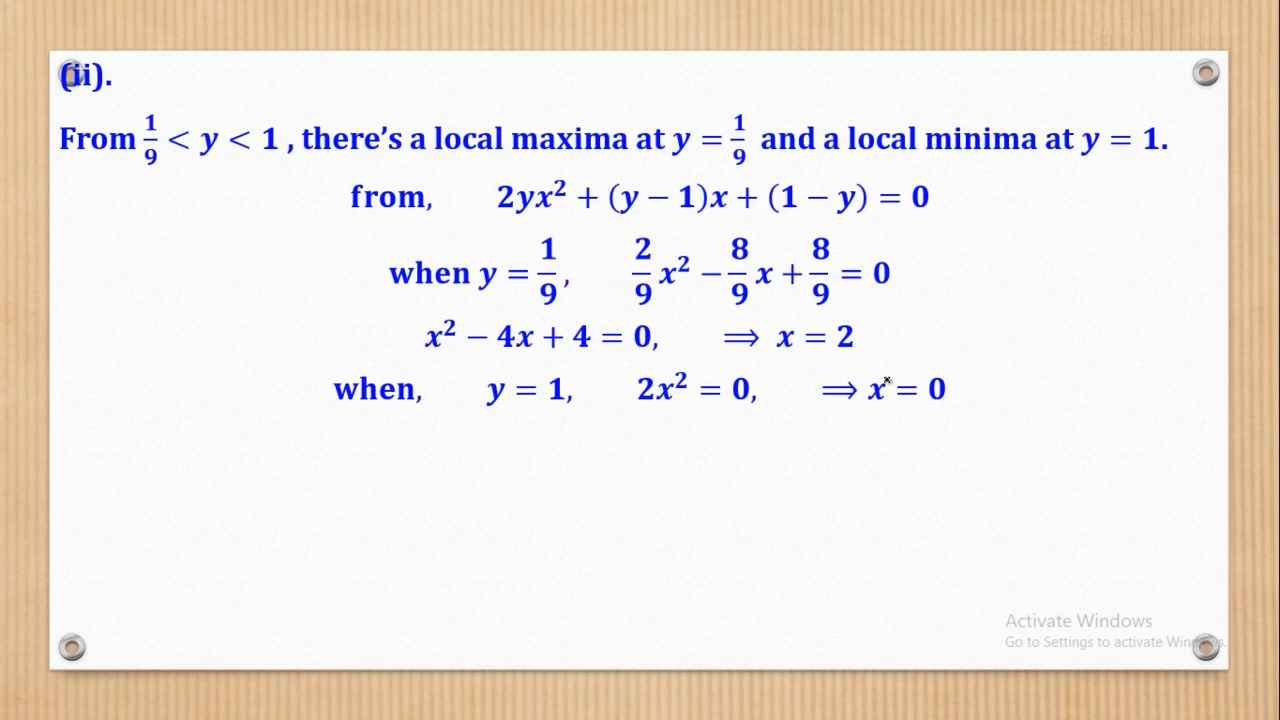 (ii).
From 1/9 < y < 1 , there's a local maxima at y = 1/9 and a local minima at y = 1.
from, 2yx² + (y − 1)x + (1 − y) = 0
when y = 1/9, 2/9 x² − 8/9 x + 8/9 = 0
x² − 4x + 4 = 0, ⟹ x = 2
when, y = 1, 2x² = 0, ⟹ x = 0
Activate Windows
Go to Settings to activate Windows.